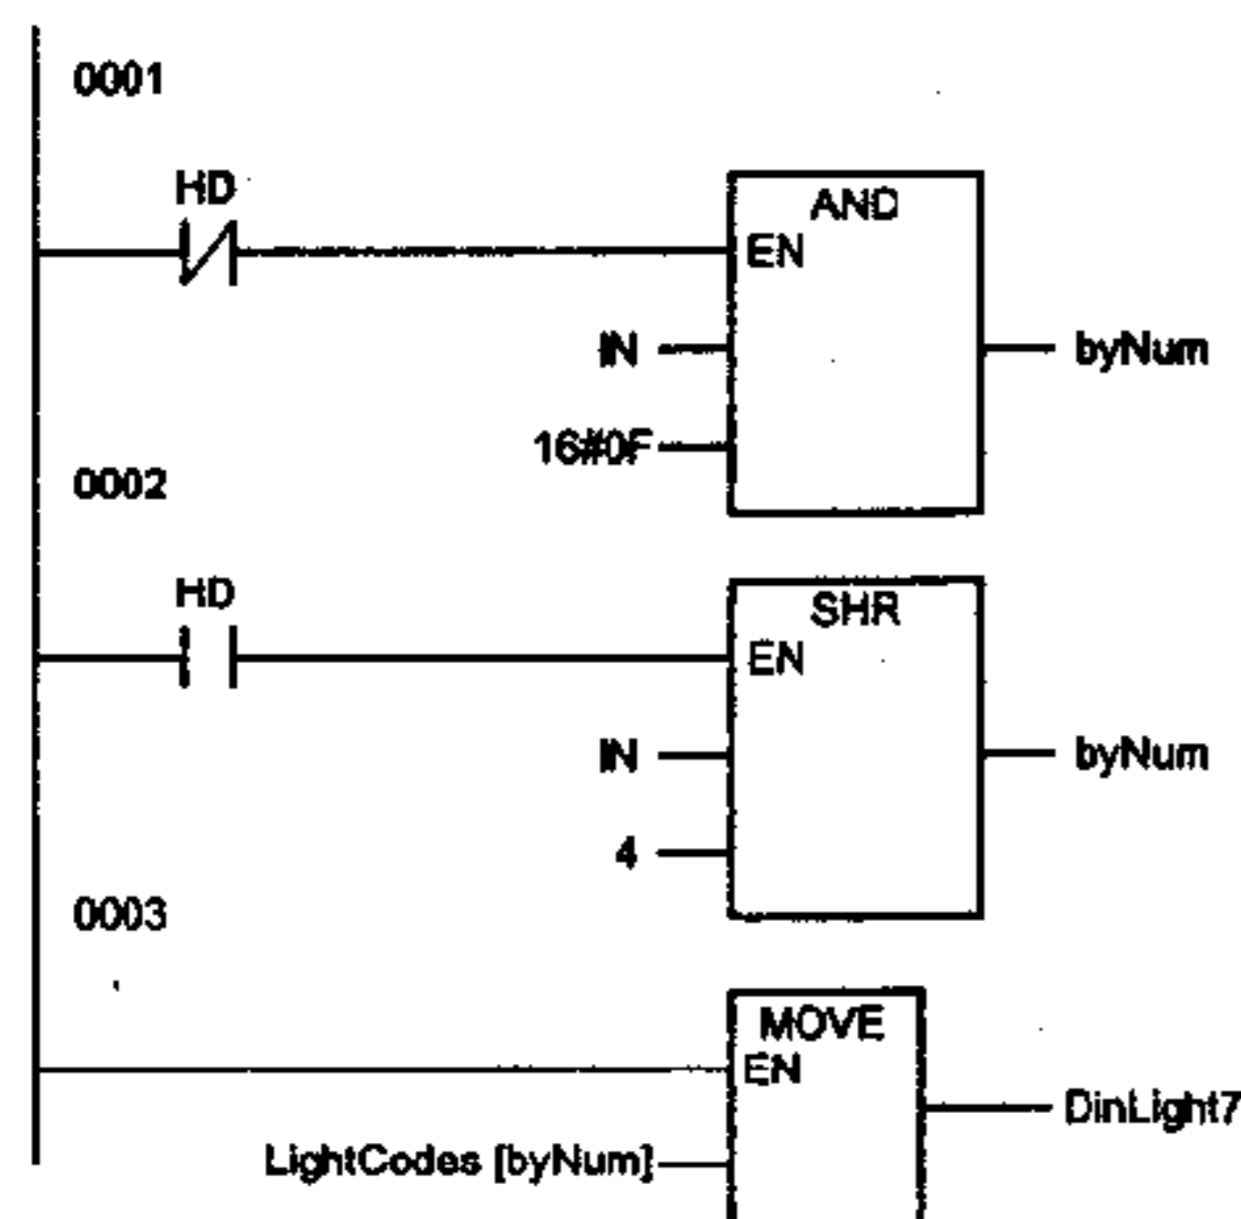 0001
HD
AND
EN
IN
byNum
16#0F
0002
HD
SHR
EN
IN
byNum
4
0003
MOVE
EN
DinLight7
LightCodes [byNum]